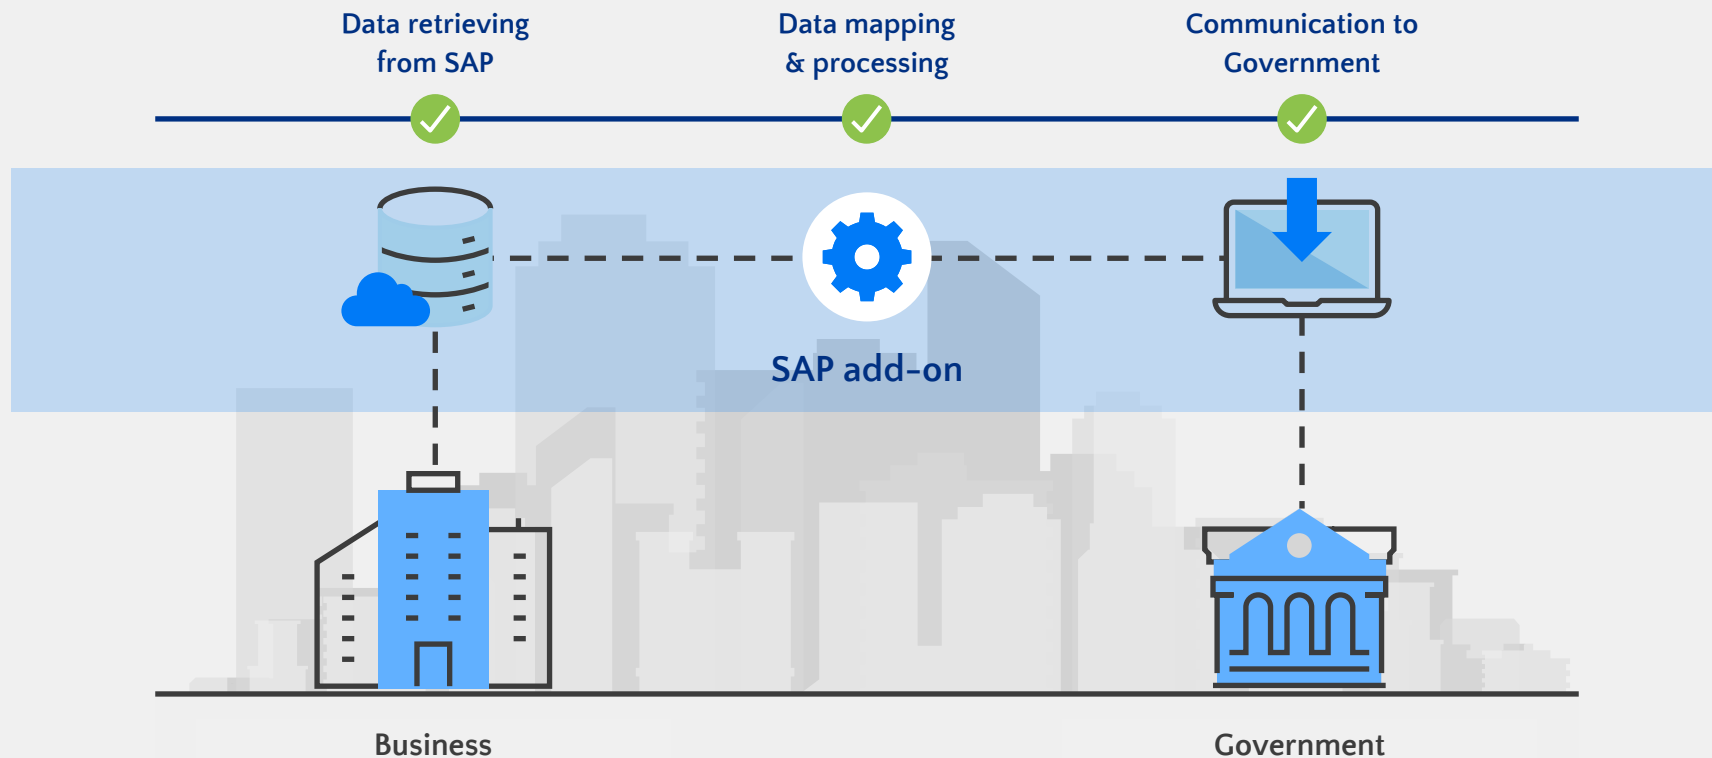 Data retrieving
from SAP
Data mapping
& processing
Communication to
Government
SAP add-on
Business
Government